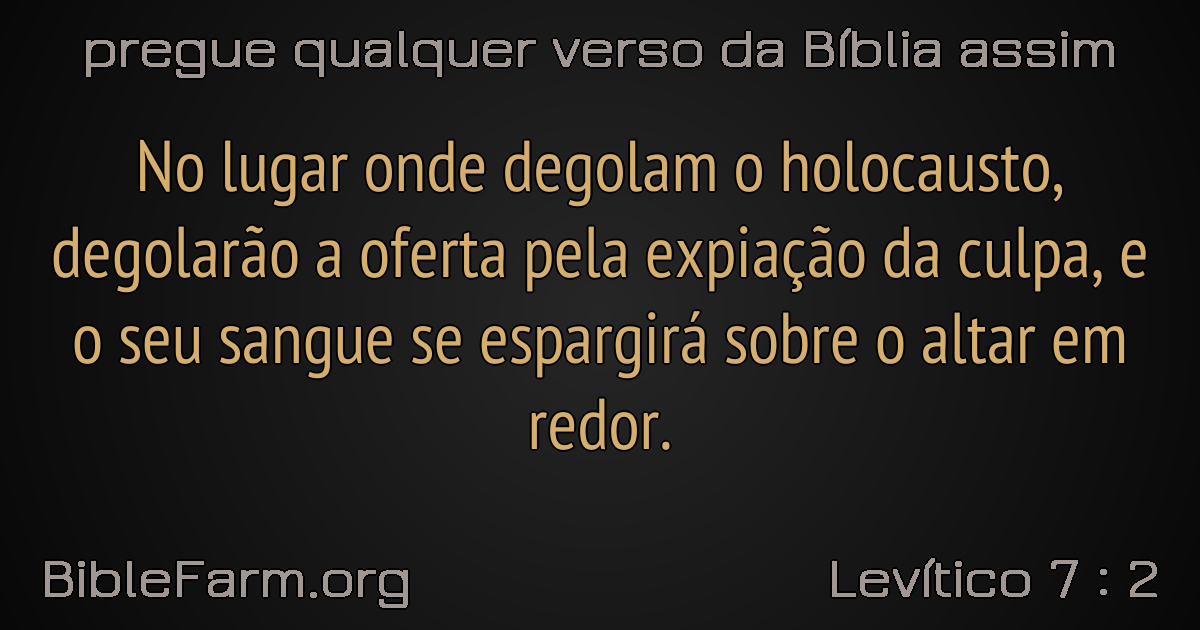 pregue qualquer verso da Bíblia assim
No lugar onde degolam o holocausto,
degolarão a oferta pela expiação da culpa, e
o seu sangue se espargirá sobre o altar em
redor.
BibleFarm.org
Levítico 7 : 2